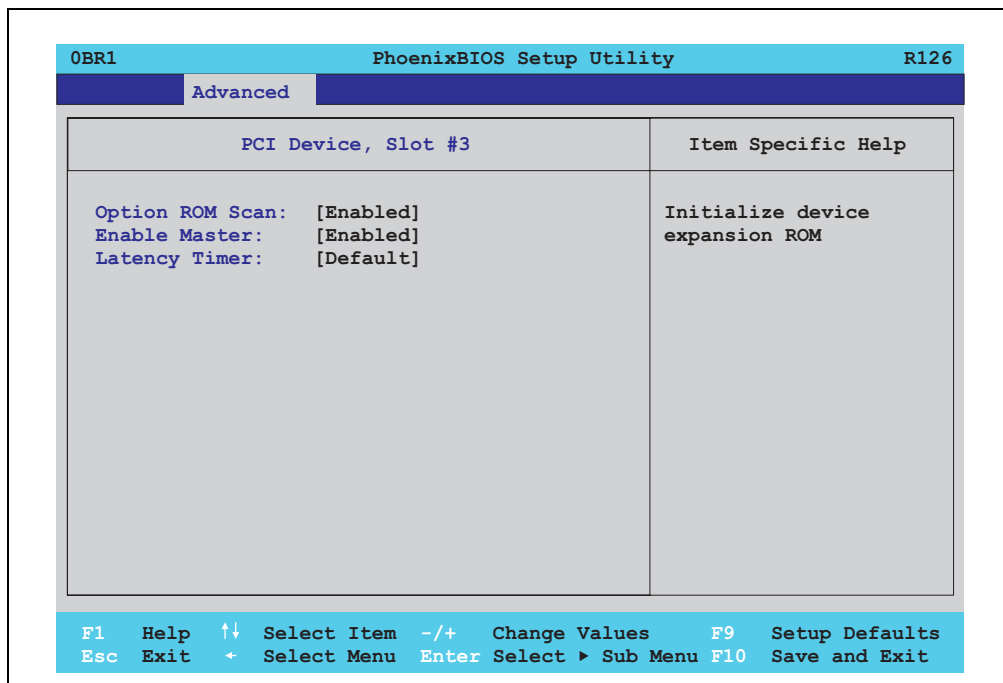 0BR1 PhoenixBIOS Setup Utility R126
Advanced
PCI Device, Slot #3 Item Specific Help
Option ROM Scan: [Enabled] Initialize device
Enable Master: [Enabled] expansion ROM
Latency Timer: [Default]
F1 Help ↑↓ Select Item -/+ Change Values F9 Setup Defaults
Esc Exit ← Select Menu Enter Select ▶ Sub Menu F10 Save and Exit